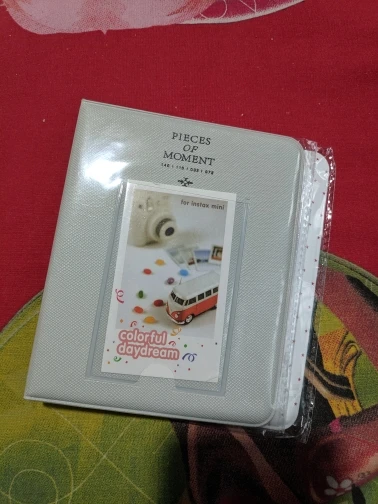 PIECES
OF
MOMENT
for instax mini
colorful
daydream